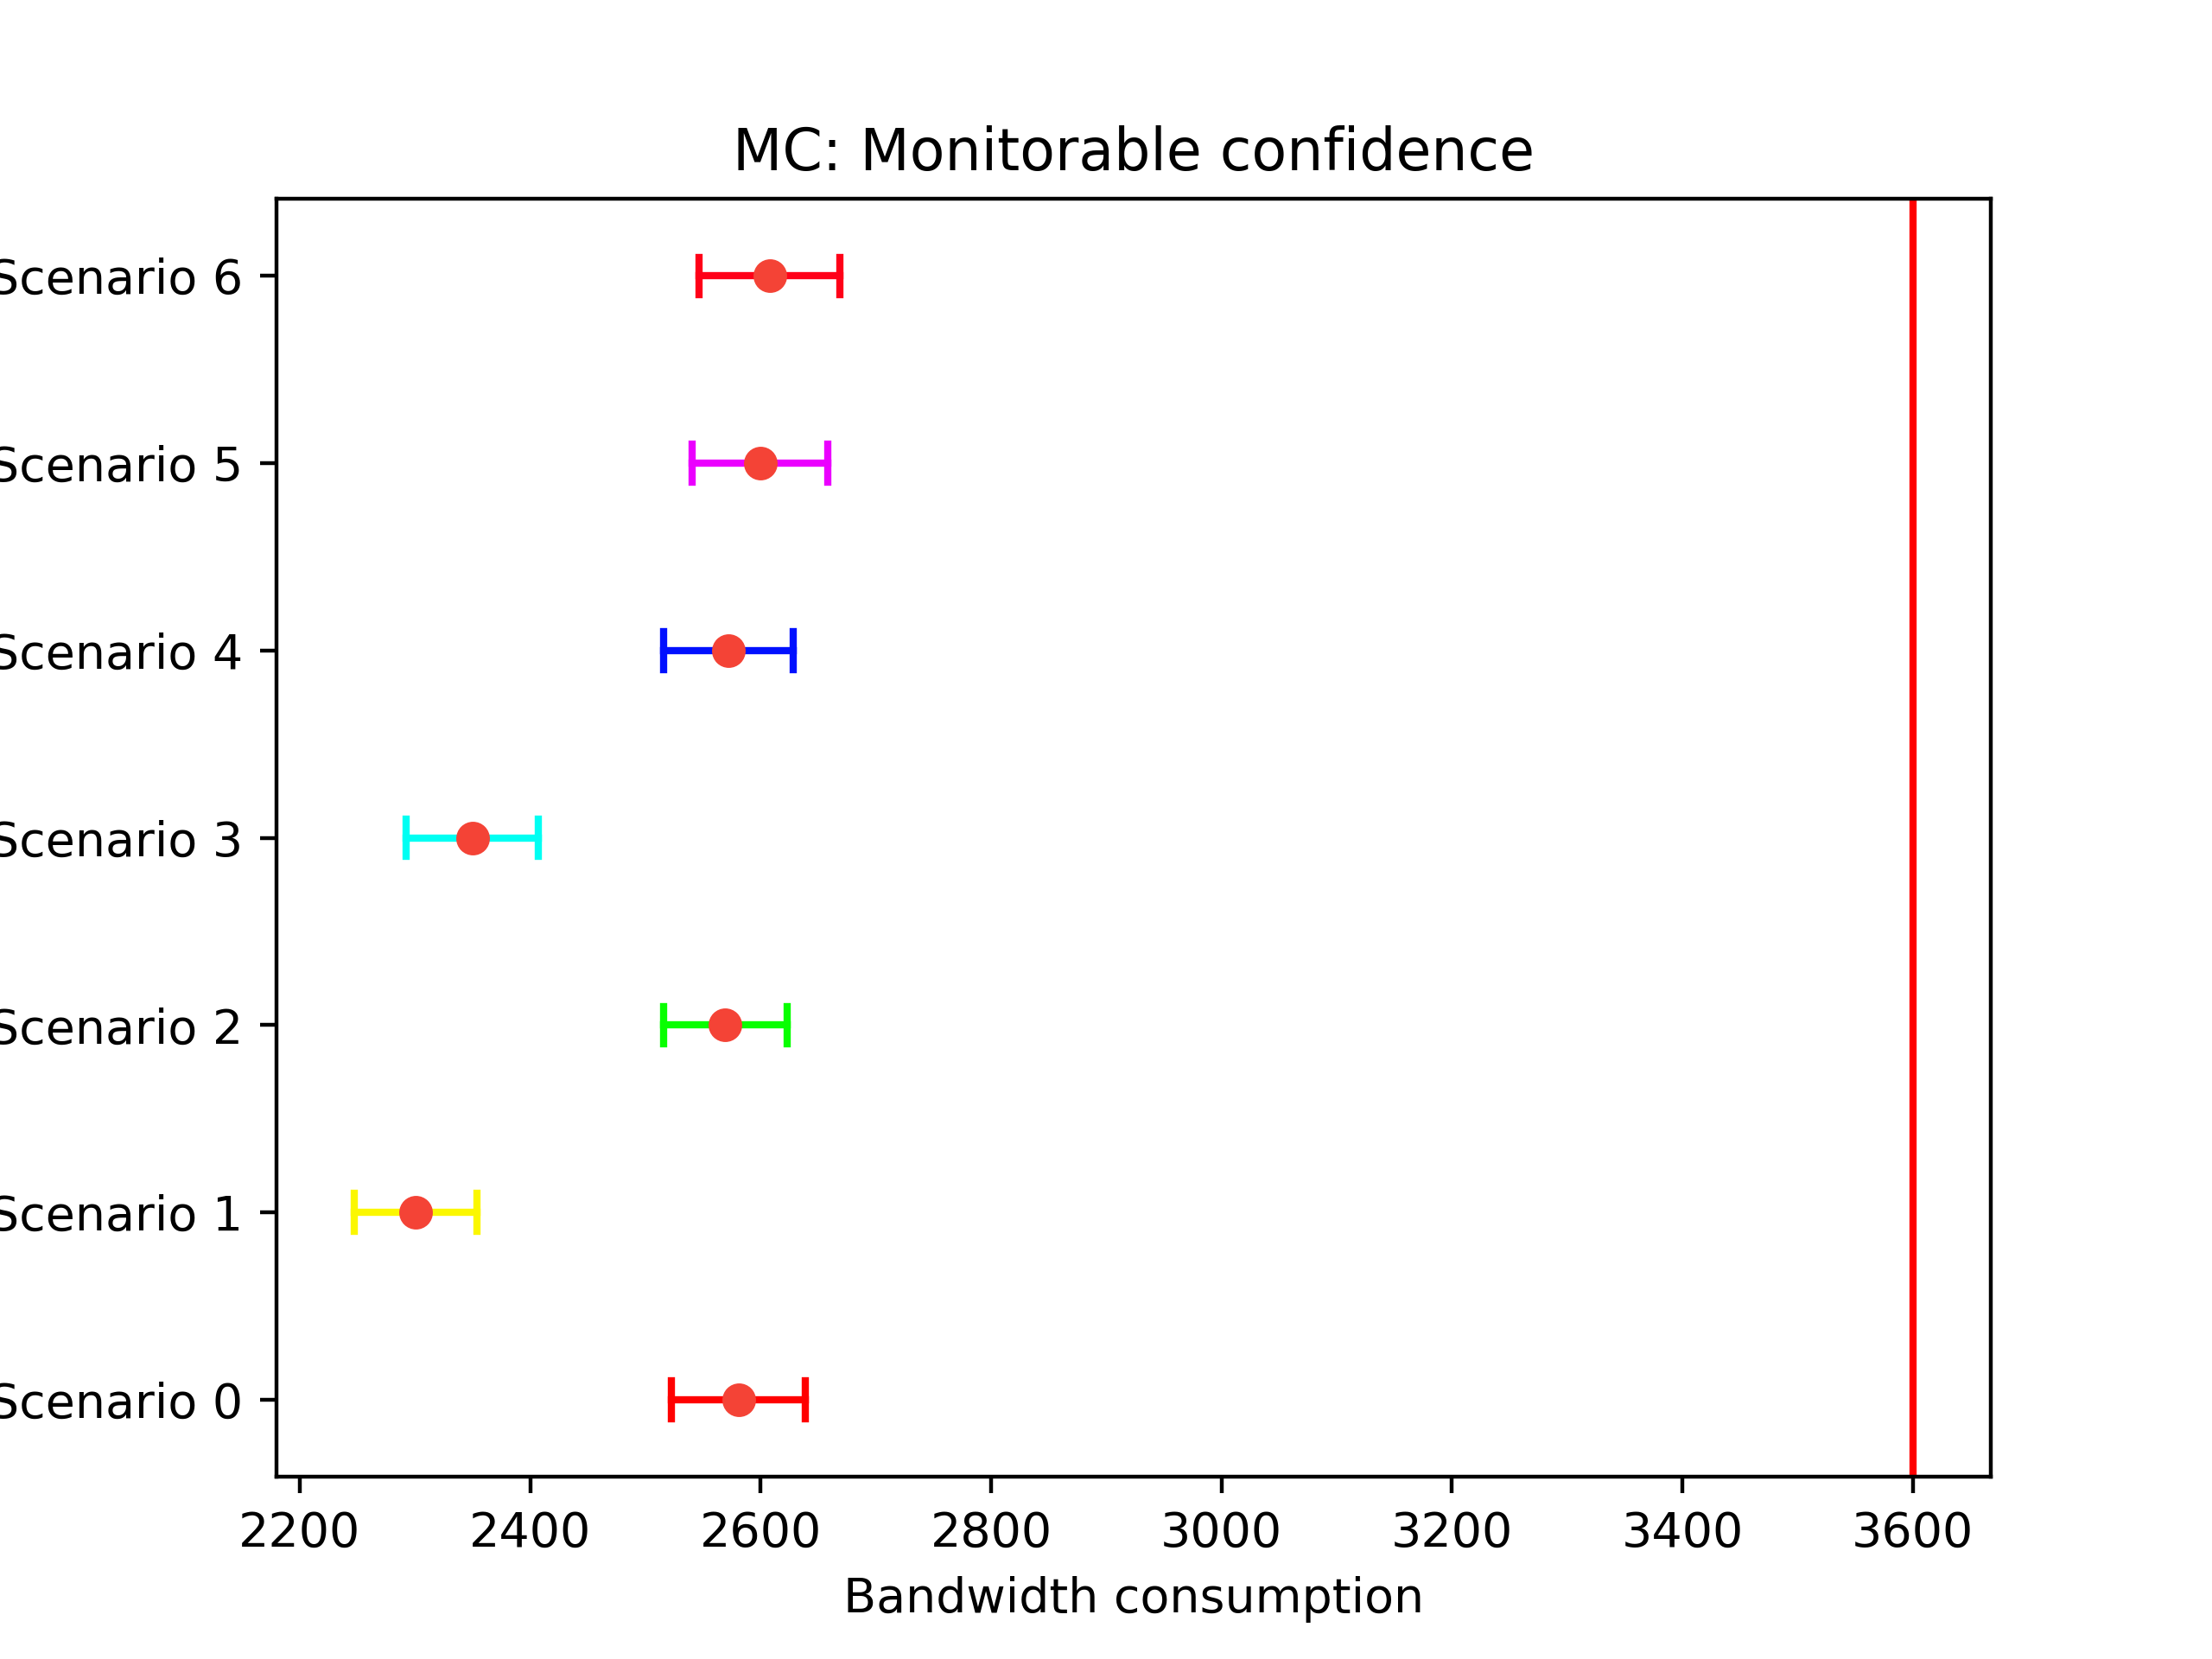 MC: Monitorable confidence
Scenario 6
Scenario 5
Scenario 4
Scenario 3
Scenario 2
Scenario 1
Scenario 0
2200 2400 2600 2800 3000 3200 3400 3600
Bandwidth consumption